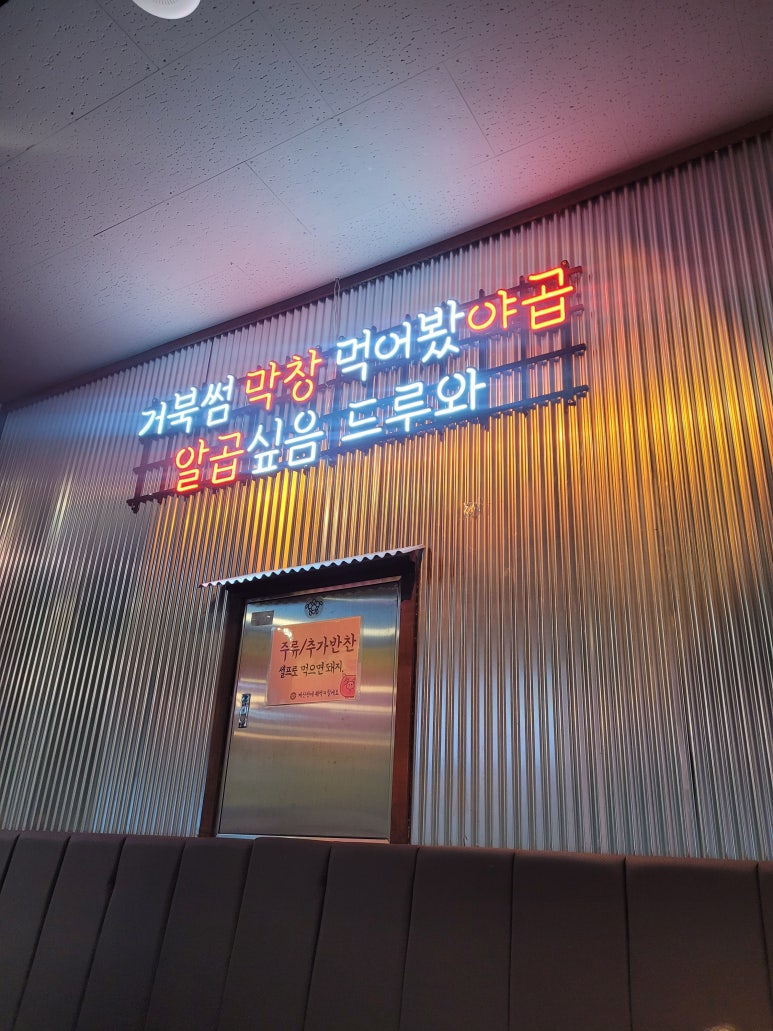 거북썸 막창 먹어봤야곱
알곱싶음 드루와
주류/추가반찬
셀프로 먹으면 돼지.